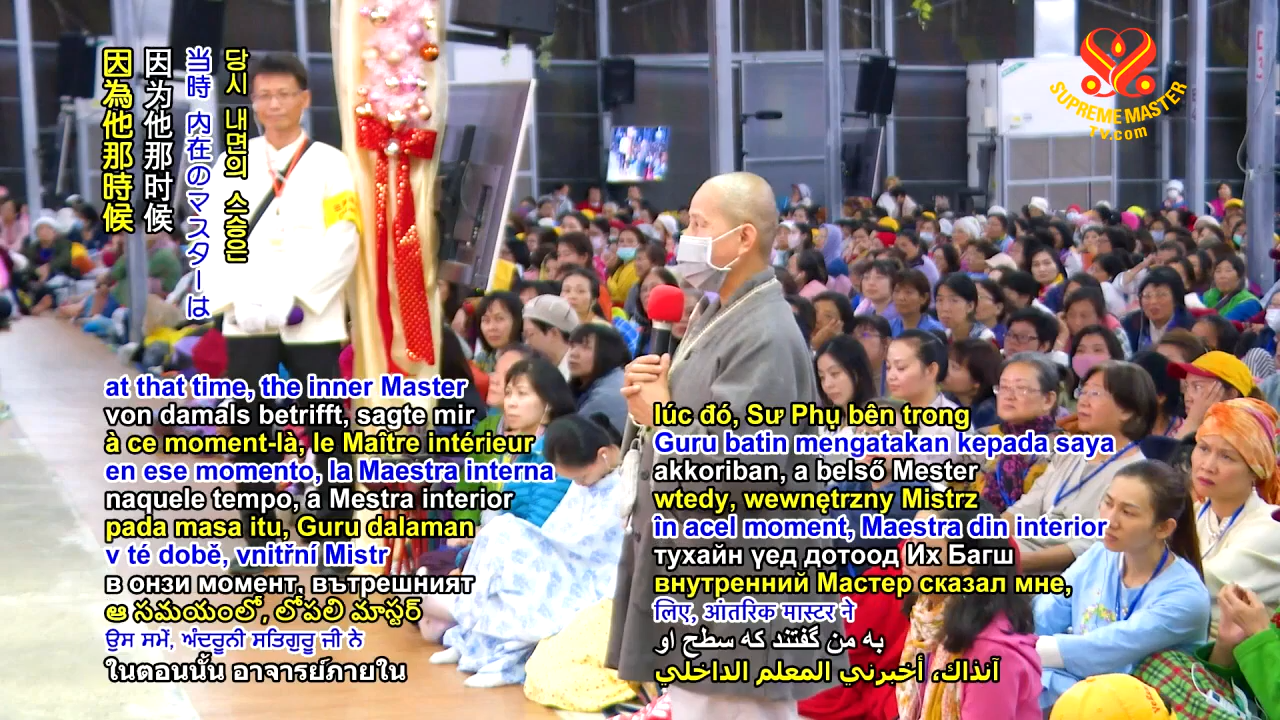 因為他那時候
因为他那时候
当時 内在のマスターは
당시 내면의 스승은
SUPREME MASTER
TV.com
at that time, the inner Master
von damals betrifft, sagte mir
à ce moment-là, le Maître intérieur
en ese momento, la Maestra interna
naquele tempo, a Mestra interior
pada masa itu, Guru dalaman
v té době, vnitřní Mistr
в онзи момент, вътрешният
ఆ సమయంలో, లోపలి మాస్టర్
ਉਸ ਸਮੇਂ, ਅੰਦਰੂਨੀ ਸਤਿਗੁਰੂ ਜੀ ਨੇ
ในตอนนั้น อาจารย์ภายใน
lúc đó, Sư Phụ bên trong
Guru batin mengatakan kepada saya
akkoriban, a belső Mester
wtedy, wewnętrzny Mistrz
în acel moment, Maestra din interior
тухайн үед дотоод Их Багш
внутренний Мастер сказал мне,
लिए, आंतरिक मास्टर ने
به من گفتند که سطح او
آنذاك، أخبرني المعلم الداخلي